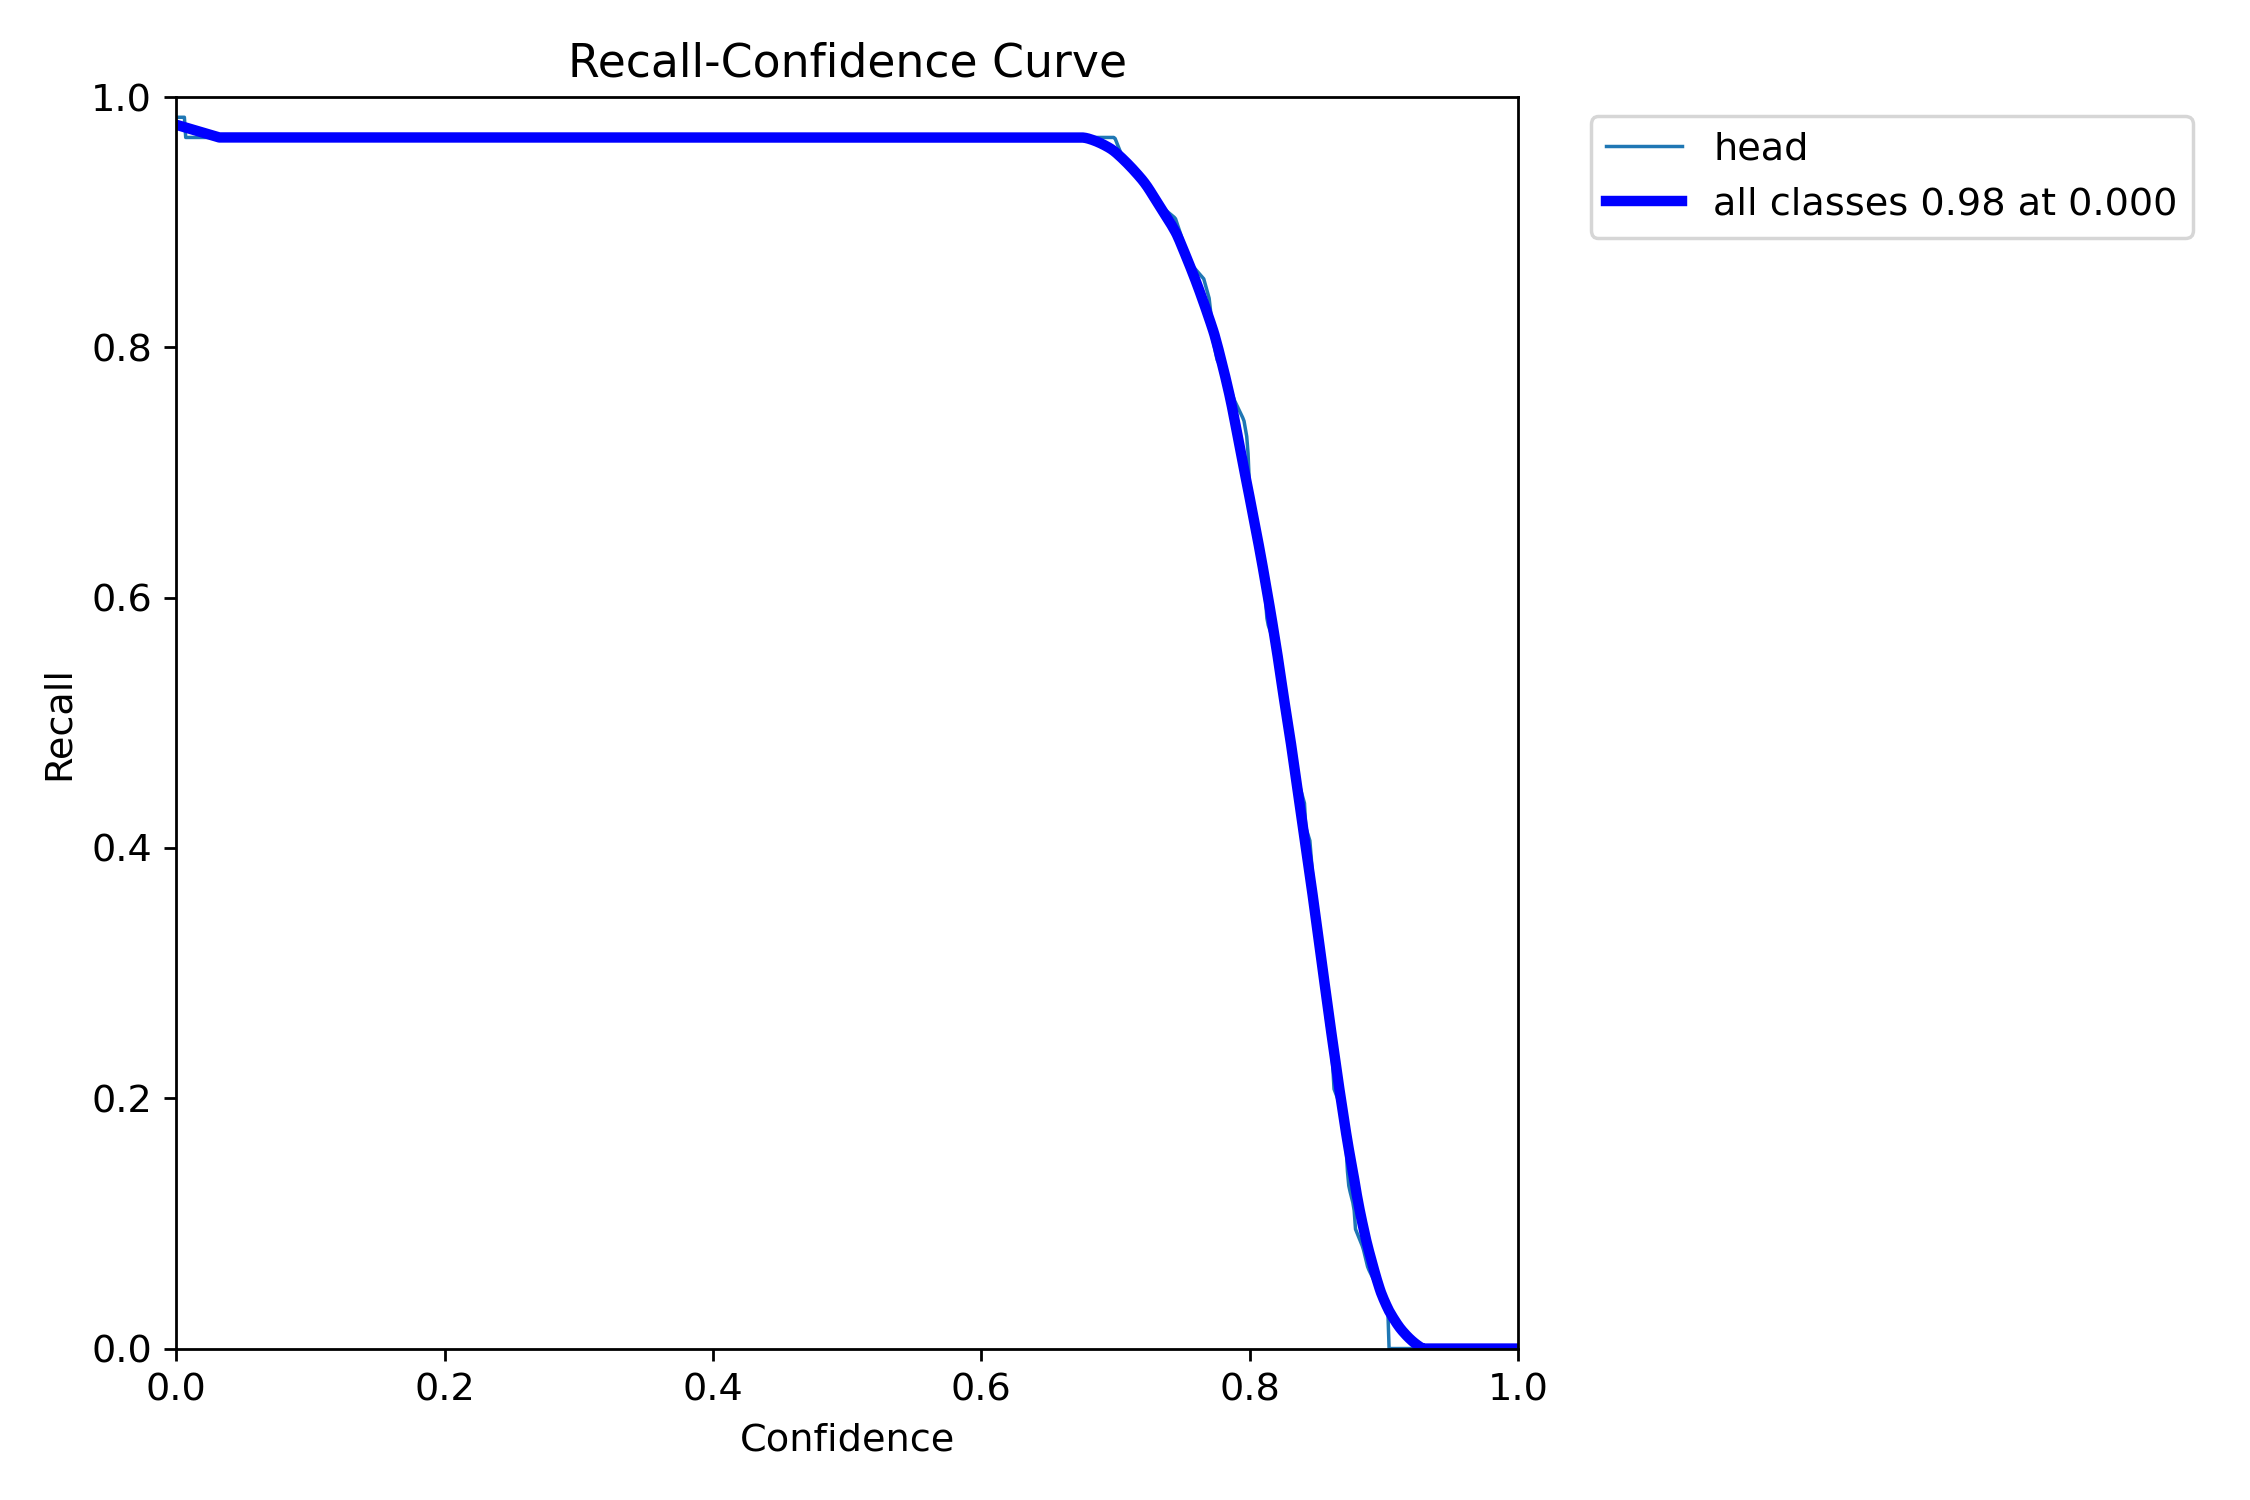 Recall-Confidence Curve
1.0
0.8
0.6
0.4
0.2
0.0
Recall
0.0 0.2 0.4 0.6 0.8 1.0
Confidence
head
all classes 0.98 at 0.000